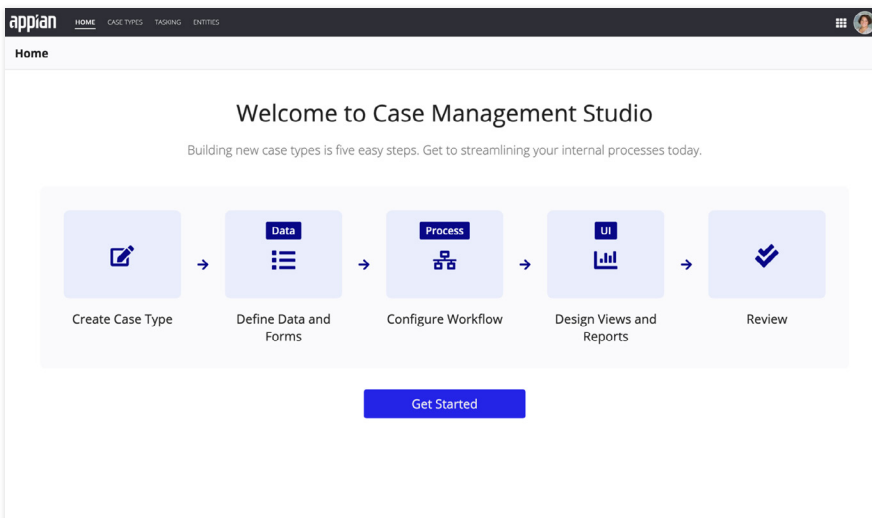 appian HOME CASE TYPES TASKING ENTITIES
Home
Welcome to Case Management Studio
Building new case types is five easy steps. Get to streamlining your internal processes today.
Data Process UI
Create Case Type Define Data and Configure Workflow Design Views and Review
Forms Reports
Get Started